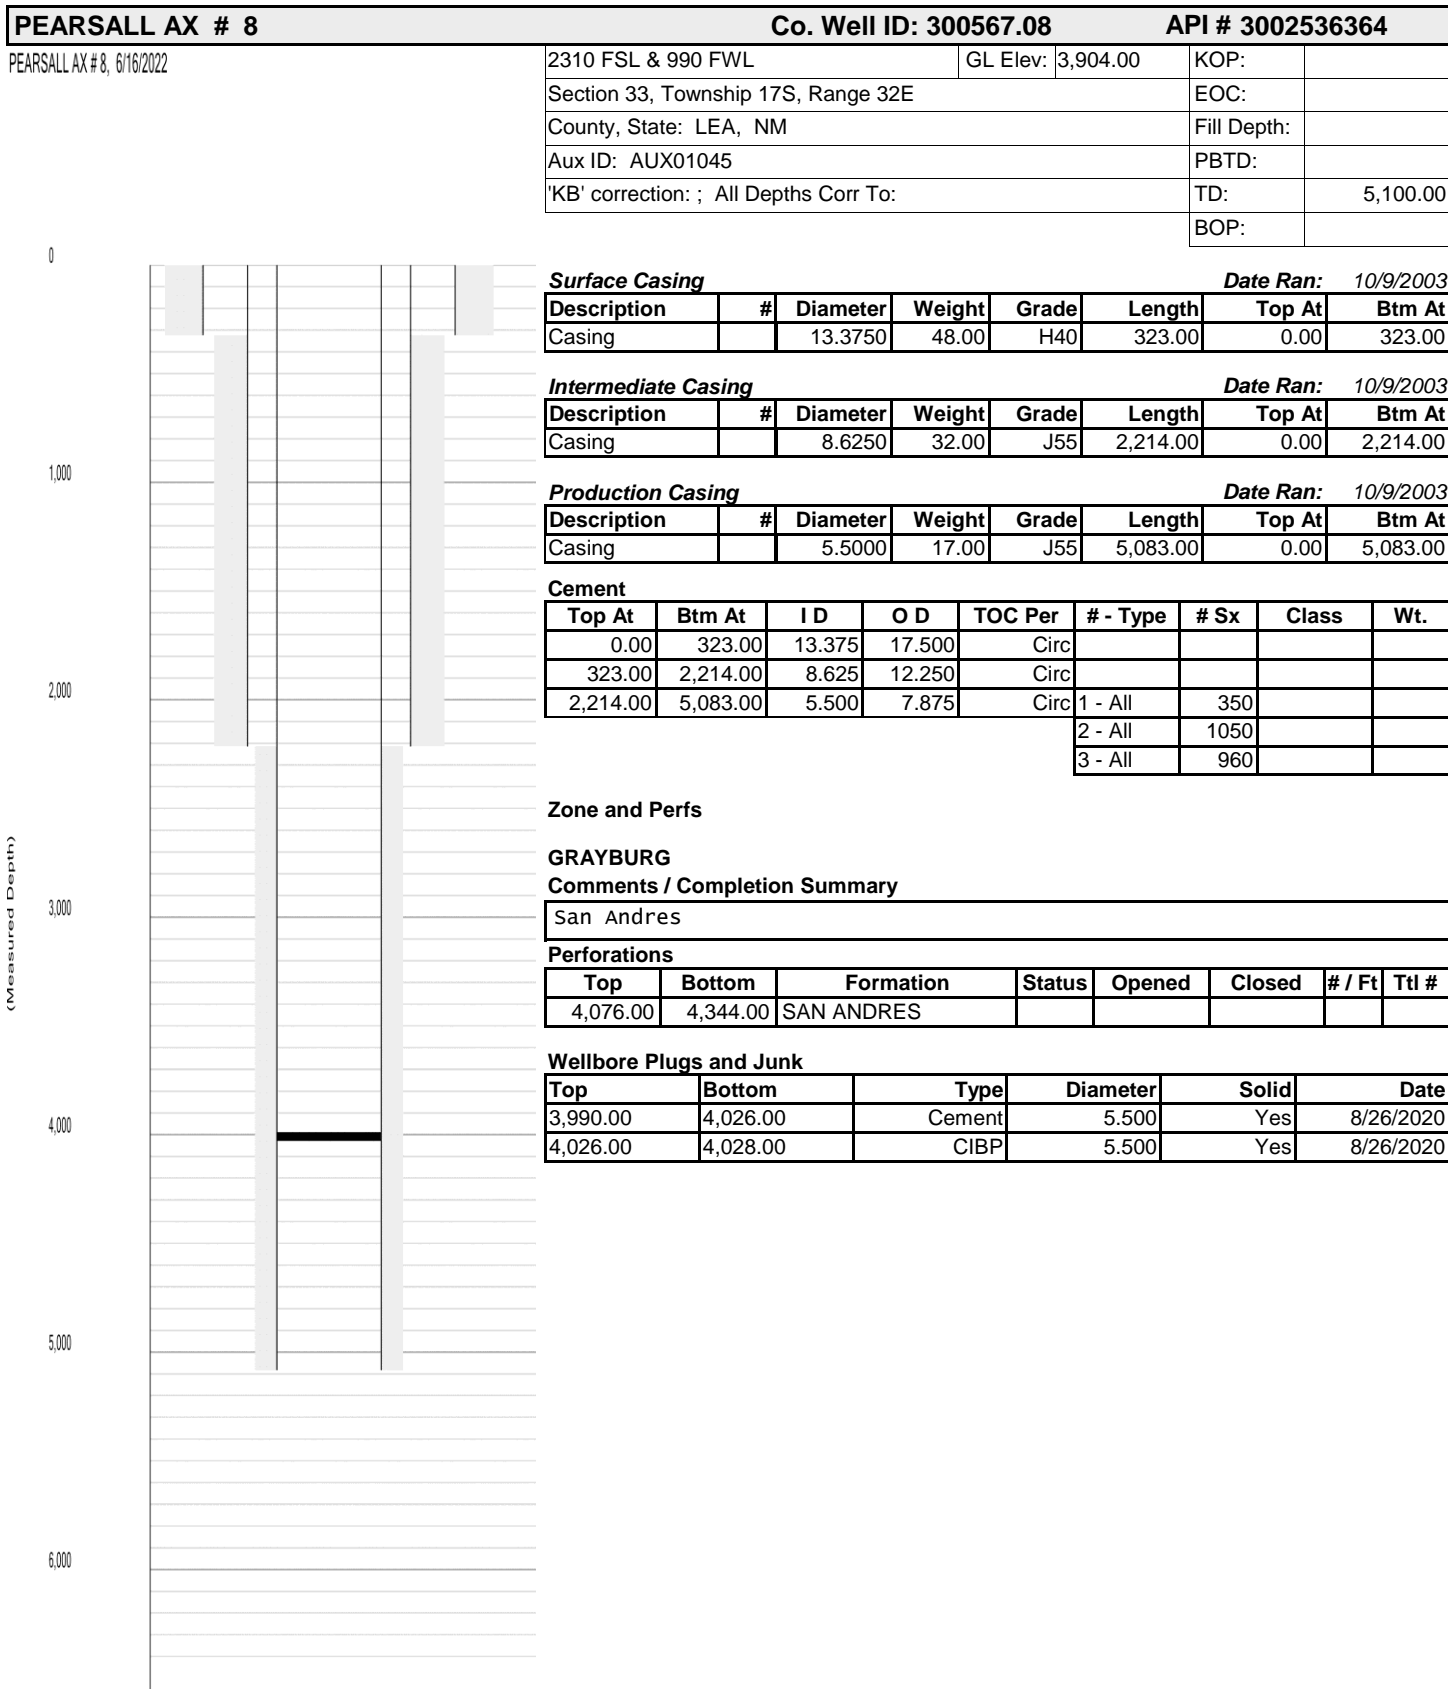 PEARSALL AX # 8 Co. Well ID: 300567.08 API # 3002536364
PEARSALL AX # 8, 6/16/2022
2310 FSL & 990 FWL GL Elev: 3,904.00 KOP:
Section 33, Township 17S, Range 32E EOC:
County, State: LEA, NM Fill Depth:
Aux ID: AUX01045 PBTD:
'KB' correction: ; All Depths Corr To: TD: 5,100.00
BOP:
0
1,000
2,000
3,000
4,000
5,000
6,000
(Measured Depth)
Surface Casing Date Ran: 10/9/2003
Description # Diameter Weight Grade Length Top At Btm At
Casing 13.3750 48.00 H40 323.00 0.00 323.00
Intermediate Casing Date Ran: 10/9/2003
Description # Diameter Weight Grade Length Top At Btm At
Casing 8.6250 32.00 J55 2,214.00 0.00 2,214.00
Production Casing Date Ran: 10/9/2003
Description # Diameter Weight Grade Length Top At Btm At
Casing 5.5000 17.00 J55 5,083.00 0.00 5,083.00
Cement
Top At Btm At I D O D TOC Per # - Type # Sx Class Wt.
0.00 323.00 13.375 17.500 Circ
323.00 2,214.00 8.625 12.250 Circ
2,214.00 5,083.00 5.500 7.875 Circ 1 - All 350
2 - All 1050
3 - All 960
Zone and Perfs
GRAYBURG
Comments / Completion Summary
San Andres
Perforations
Top Bottom Formation Status Opened Closed # / Ft Ttl #
4,076.00 4,344.00 SAN ANDRES
Wellbore Plugs and Junk
Top Bottom Type Diameter Solid Date
3,990.00 4,026.00 Cement 5.500 Yes 8/26/2020
4,026.00 4,028.00 CIBP 5.500 Yes 8/26/2020